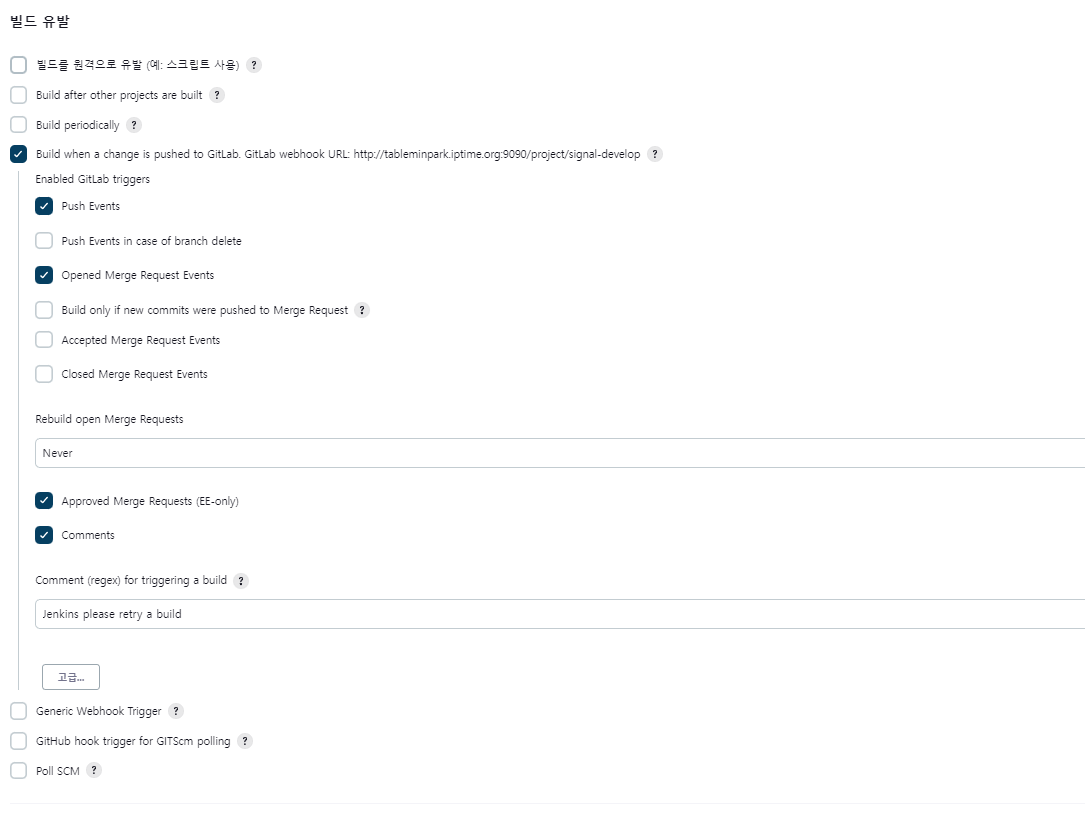 빌드 유발
빌드를 원격으로 유발 (예: 스크립트 사용) ?
Build after other projects are built ?
Build periodically ?
Build when a change is pushed to GitLab. GitLab webhook URL: http://tableminpark.iptime.org:9090/project/signal-develop ?
Enabled GitLab triggers
Push Events
Push Events in case of branch delete
Opened Merge Request Events
Build only if new commits were pushed to Merge Request ?
Accepted Merge Request Events
Closed Merge Request Events
Rebuild open Merge Requests
Never
Approved Merge Requests (EE-only)
Comments
Comment (regex) for triggering a build ?
Jenkins please retry a build
고급...
Generic Webhook Trigger ?
GitHub hook trigger for GITScm polling ?
Poll SCM ?